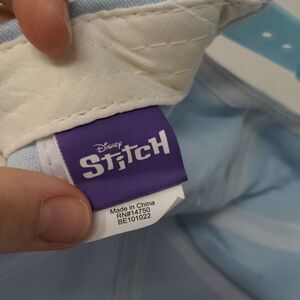 Disney
Stitch
Made in China
RN#14750
BE101022